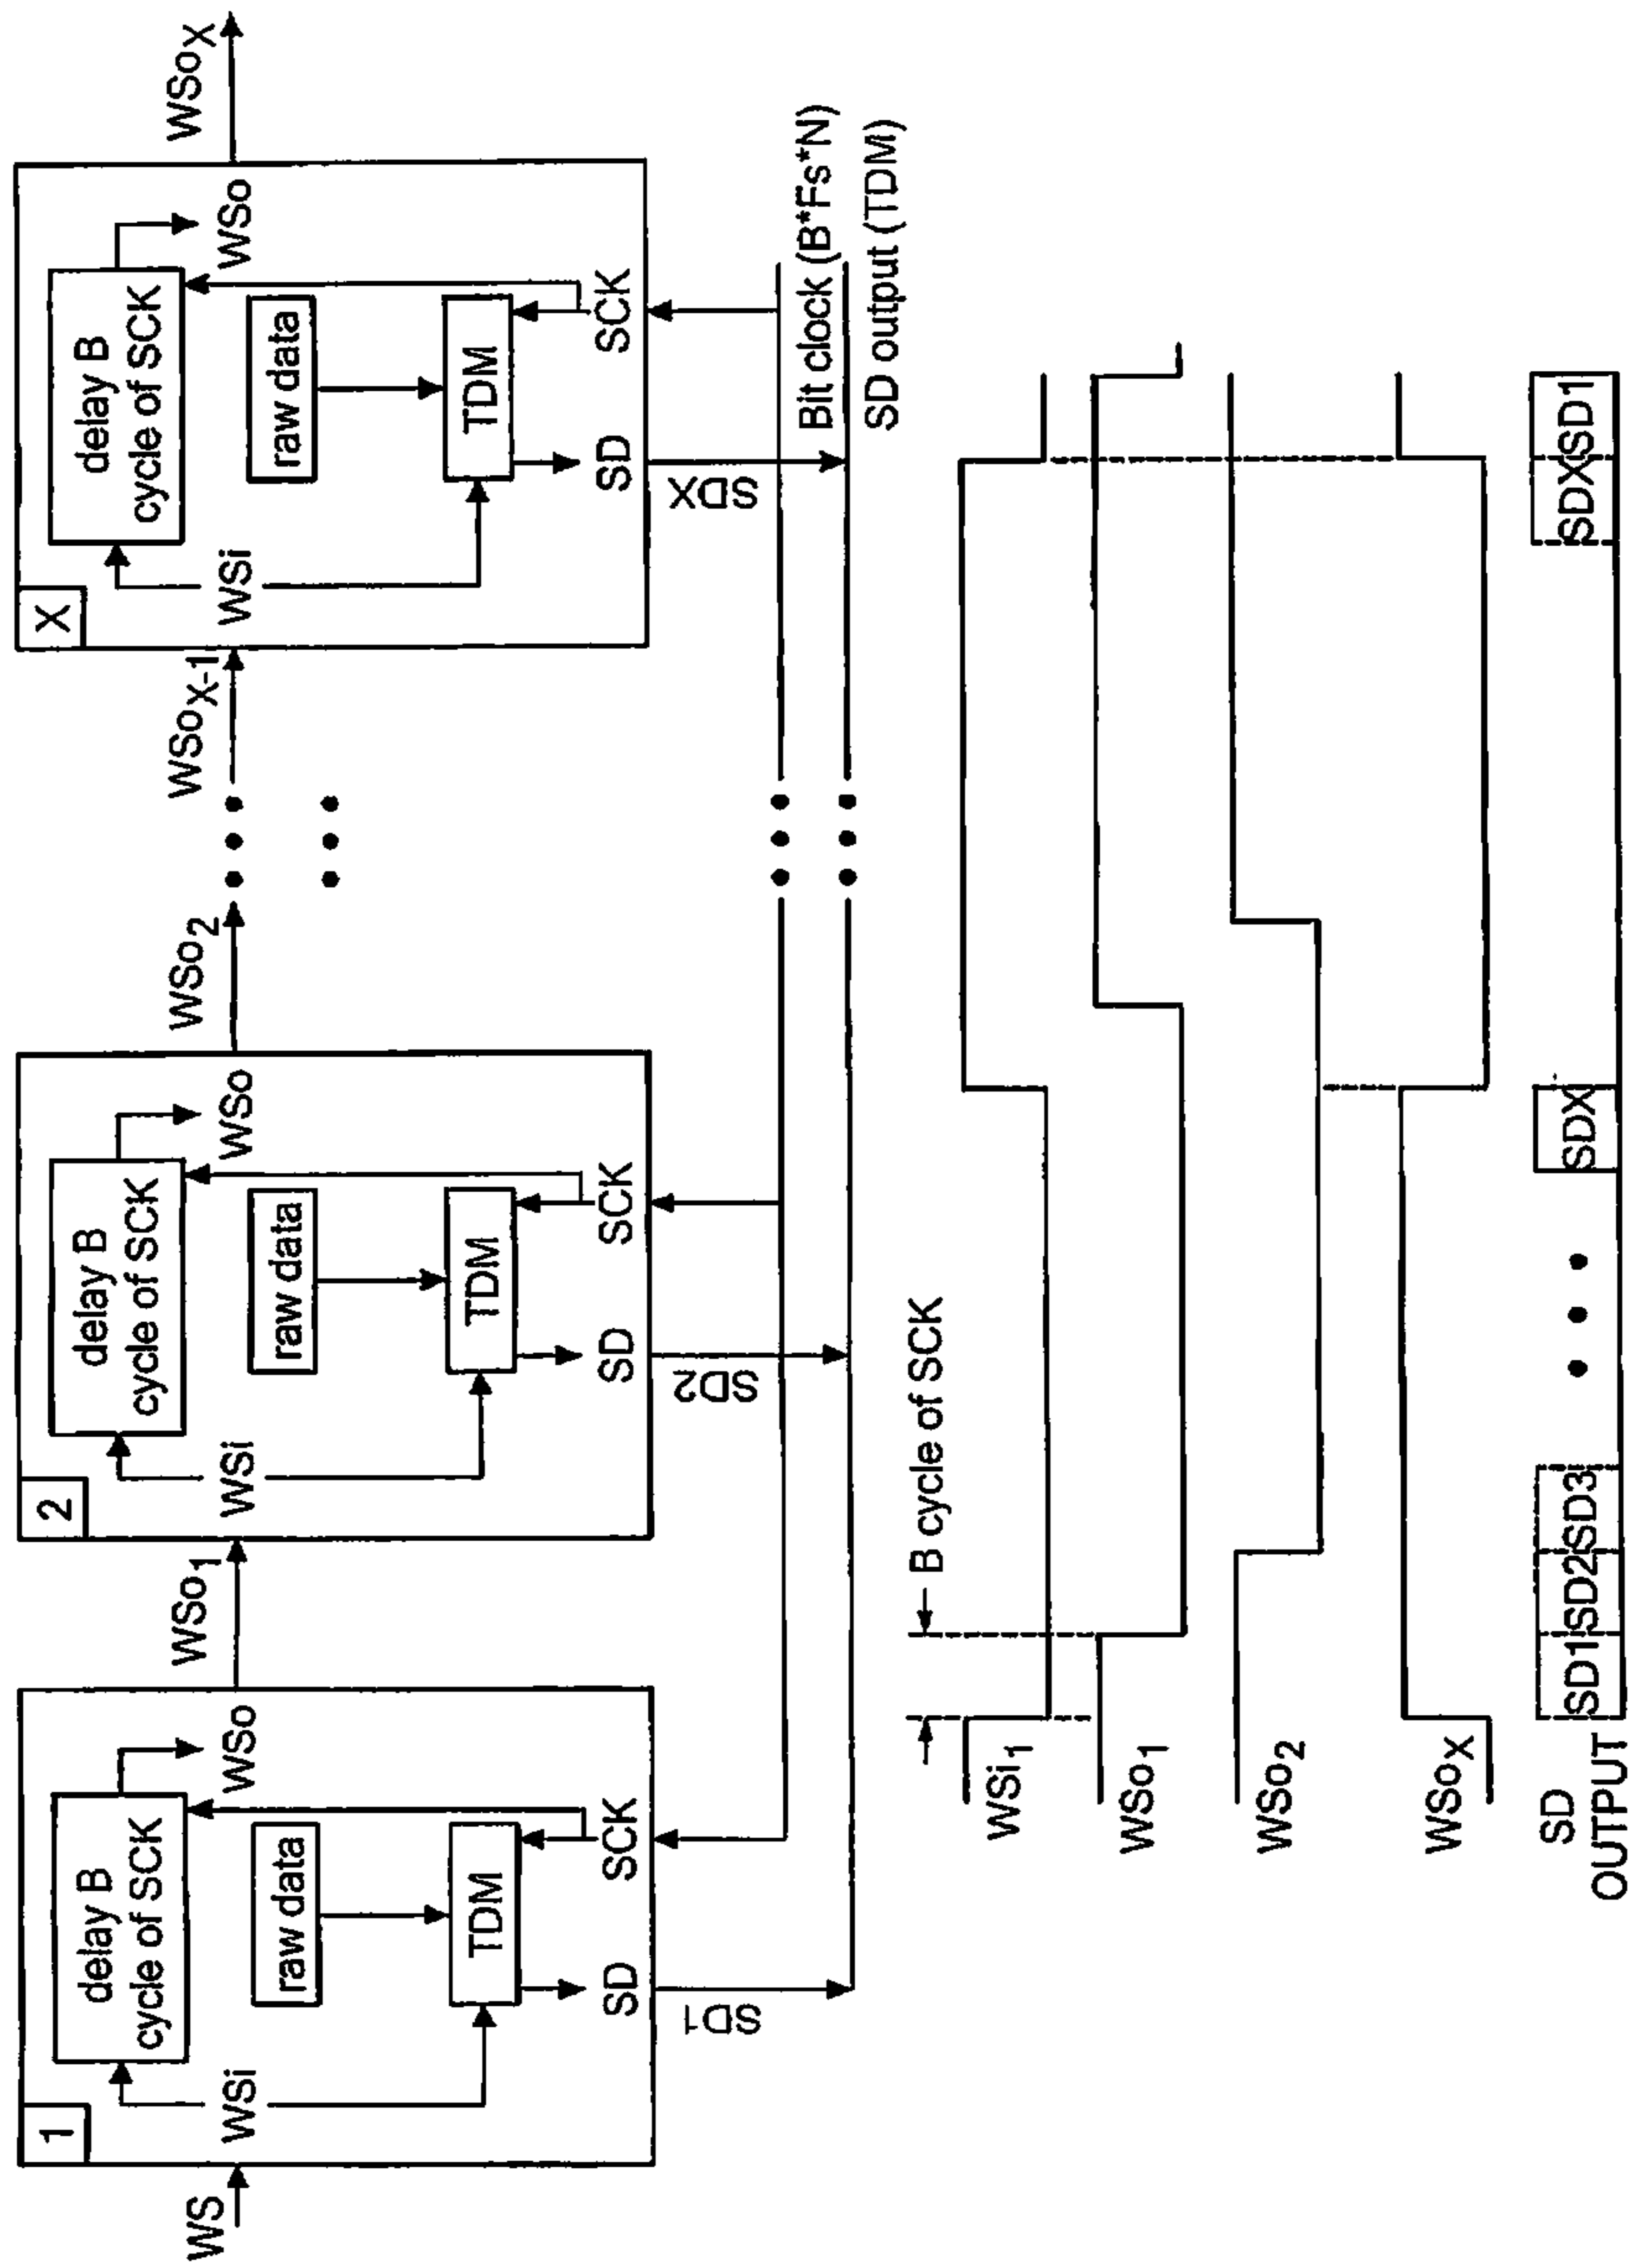 WS
1
WSi
delay B
cycle of SCK
WSo
raw data
TDM
SD
SCK
SD1
WSo1
2
WSi
delay B
cycle of SCK
WSo
raw data
TDM
SD
SCK
SD2
WSo2
WSoX-1
X
WSi
delay B
cycle of SCK
WSo
raw data
TDM
SD
SCK
SDX
WSoX
Bit clock (B*Fs*N)
SD output (TDM)
B cycle of SCK
WSi1
WSo1
WSo2
WSoX
SD
OUTPUT
SD1 SD2 SD3 SDX SDX SD1